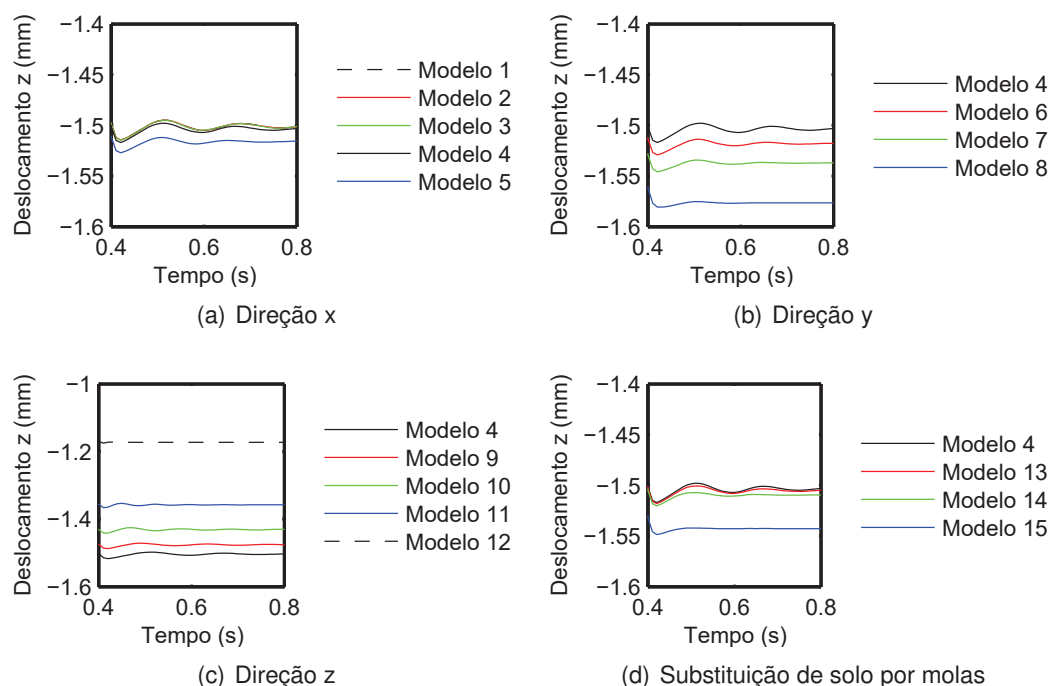 Deslocamento z (mm)
−1.4
−1.45
−1.5
−1.55
−1.6
0.4
0.6
0.8
Tempo (s)
Modelo 1
Modelo 2
Modelo 3
Modelo 4
Modelo 5
(a) Direção x
Deslocamento z (mm)
−1.4
−1.45
−1.5
−1.55
−1.6
0.4
0.6
0.8
Tempo (s)
Modelo 4
Modelo 6
Modelo 7
Modelo 8
(b) Direção y
Deslocamento z (mm)
−1
−1.2
−1.4
−1.6
0.4
0.6
0.8
Tempo (s)
Modelo 4
Modelo 9
Modelo 10
Modelo 11
Modelo 12
(c) Direção z
Deslocamento z (mm)
−1.4
−1.45
−1.5
−1.55
−1.6
0.4
0.6
0.8
Tempo (s)
Modelo 4
Modelo 13
Modelo 14
Modelo 15
(d) Substituição de solo por molas